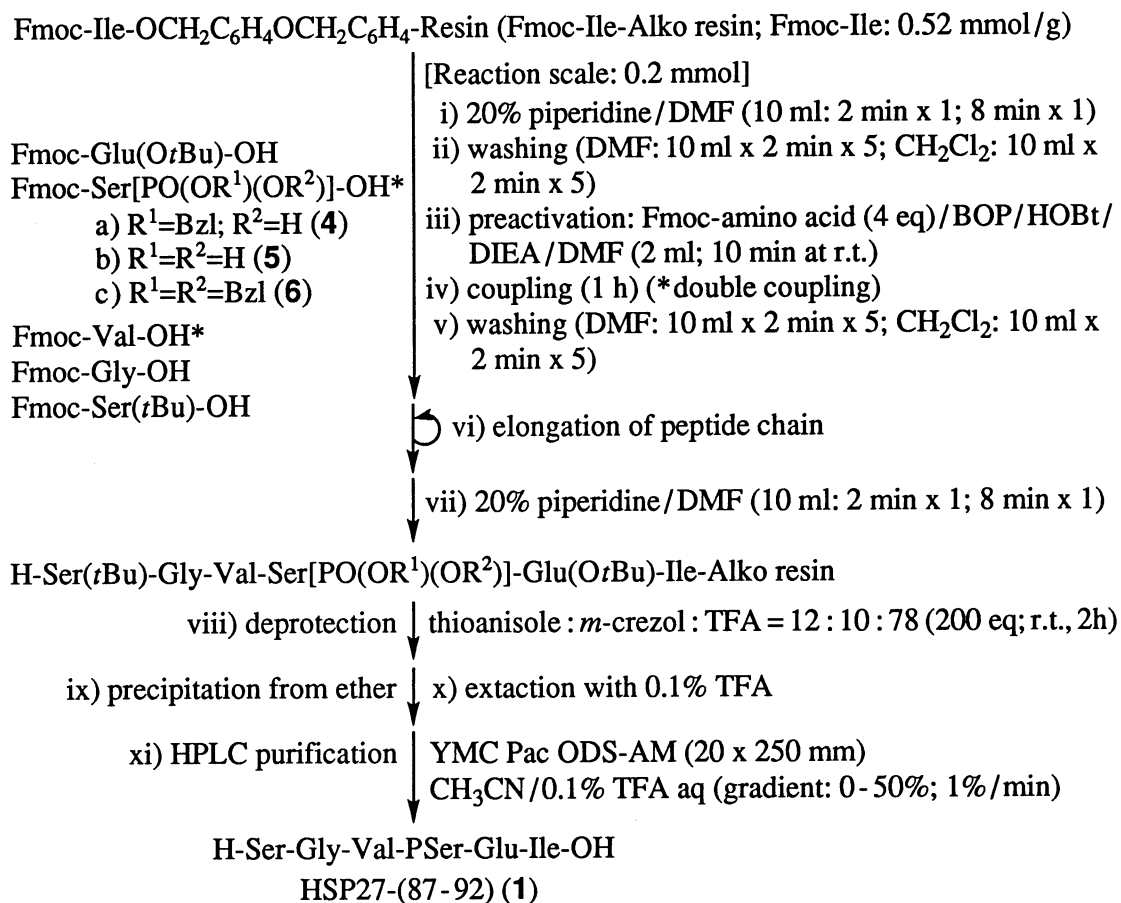 Fmoc-Ile-OCH2C6H4OCH2C6H4-Resin (Fmoc-Ile-Alko resin; Fmoc-Ile: 0.52 mmol/g)
[Reaction scale: 0.2 mmol]
i) 20% piperidine/DMF (10 ml: 2 min x 1; 8 min x 1)
ii) washing (DMF: 10 ml x 2 min x 5; CH2Cl2: 10 ml x
2 min x 5)
iii) preactivation: Fmoc-amino acid (4 eq)/BOP/HOBt/
DIEA/DMF (2 ml; 10 min at r.t.)
iv) coupling (1 h) (*double coupling)
v) washing (DMF: 10 ml x 2 min x 5; CH2Cl2: 10 ml x
2 min x 5)
Fmoc-Glu(OtBu)-OH
Fmoc-Ser[PO(OR1)(OR2)]-OH*
a) R1=Bzl; R2=H (4)
b) R1=R2=H (5)
c) R1=R2=Bzl (6)
Fmoc-Val-OH*
Fmoc-Gly-OH
Fmoc-Ser(tBu)-OH
vi) elongation of peptide chain
vii) 20% piperidine/DMF (10 ml: 2 min x 1; 8 min x 1)
H-Ser(tBu)-Gly-Val-Ser[PO(OR1)(OR2)]-Glu(OtBu)-Ile-Alko resin
viii) deprotection thioanisole : m-crezol : TFA = 12 : 10 : 78 (200 eq; r.t., 2h)
ix) precipitation from ether x) extaction with 0.1% TFA
xi) HPLC purification YMC Pac ODS-AM (20 x 250 mm)
CH3CN/0.1% TFA aq (gradient: 0-50%; 1%/min)
H-Ser-Gly-Val-PSer-Glu-Ile-OH
HSP27-(87-92) (1)